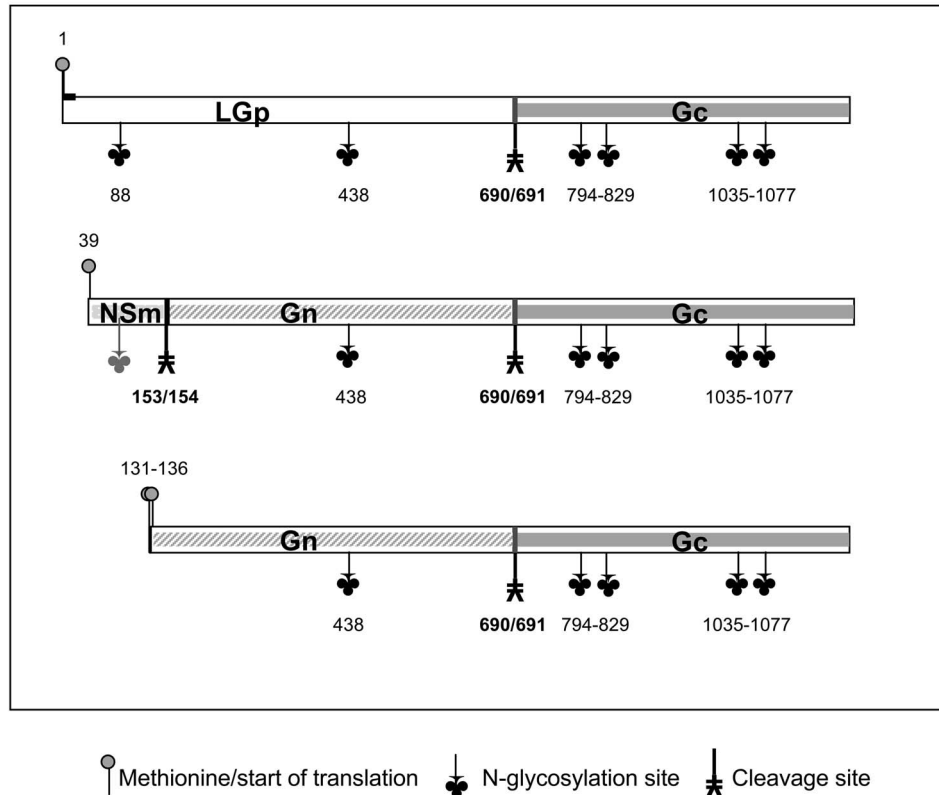 1
LGp Gc
88 438 690/691 794-829 1035-1077
39
NSm Gn Gc
153/154 438 690/691 794-829 1035-1077
131-136
Gn Gc
438 690/691 794-829 1035-1077
Methionine/start of translation N-glycosylation site Cleavage site